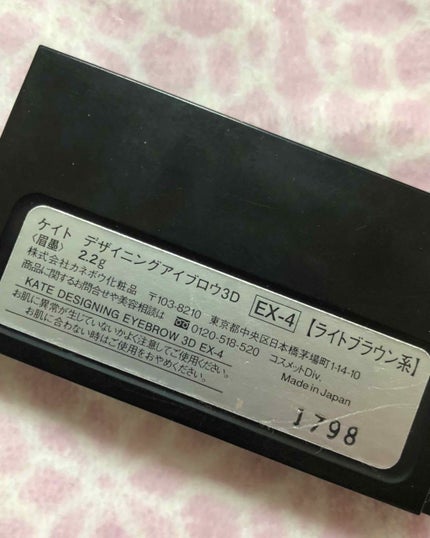 ケイト デザイニングアイブロウ3D EX-4 【ライトブラウン系】
〈眉墨〉 2.2g
株式会社カネボウ化粧品 〒103-8210 東京都中央区日本橋茅場町1-14-10
商品に関するお問合せや美容相談は 0120-518-520 コスメットDiv.
KATE DESIGNING EYEBROW 3D EX-4 Made in Japan
お肌に異常が生じていないかよく注意してご使用ください。
お肌に合わない時はご使用をおやめください。
1798